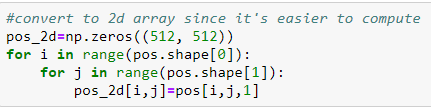 #convert to 2d array since it's easier to compute
pos_2d=np.zeros((512, 512))
for i in range(pos.shape[0]):
    for j in range(pos.shape[1]):
        pos_2d[i,j]=pos[i,j,1]